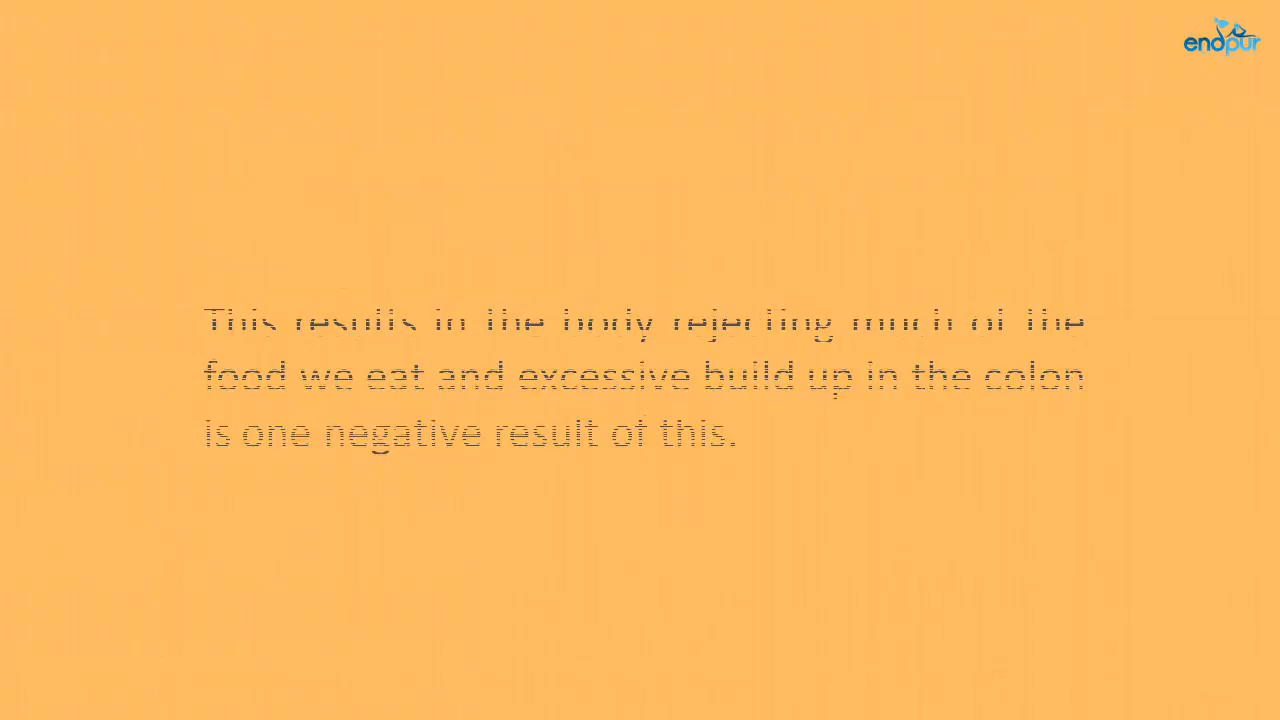 endpur
This results in the body rejecting much of the
food we eat and excessive build up in the colon
is one negative result of this.